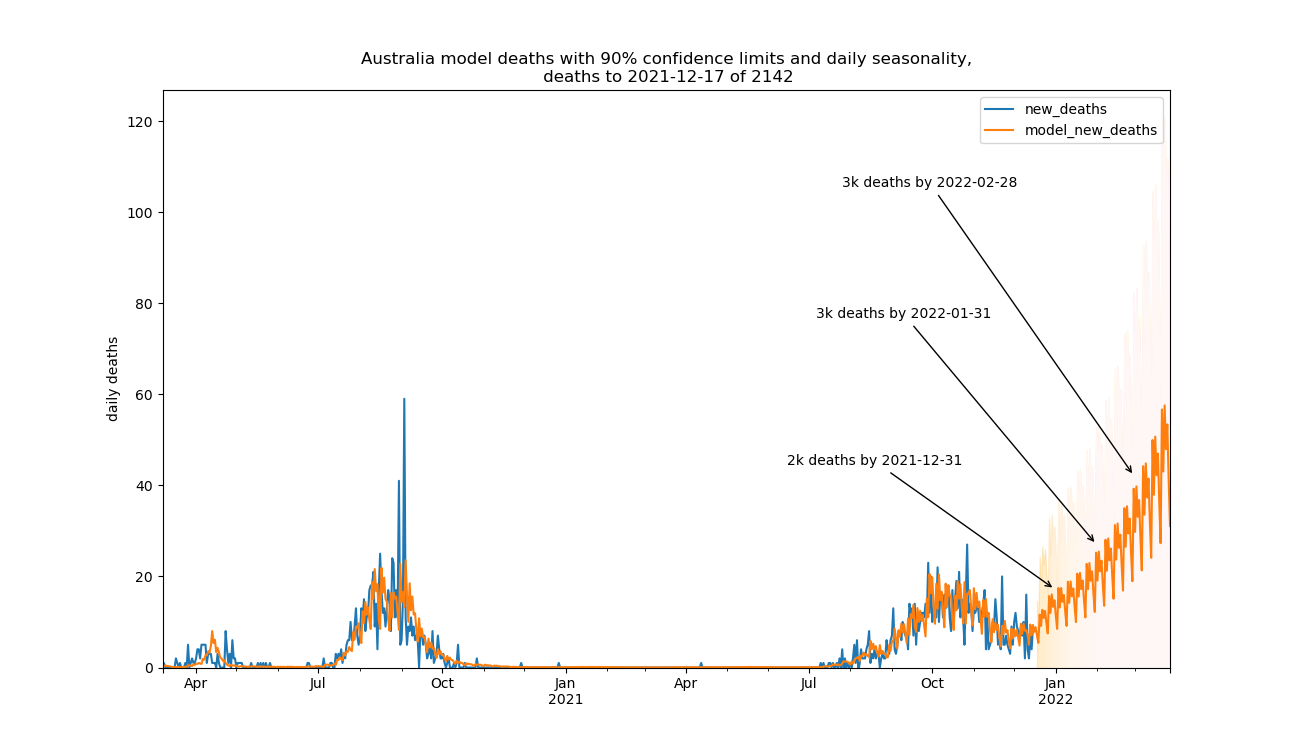 Australia model deaths with 90% confidence limits and daily seasonality,
deaths to 2021-12-17 of 2142
new_deaths
model_new_deaths
120
100
80
60
40
20
0
daily deaths
3k deaths by 2022-02-28
3k deaths by 2022-01-31
2k deaths by 2021-12-31
Apr Jul Oct Jan Apr Jul Oct Jan
2021 2022